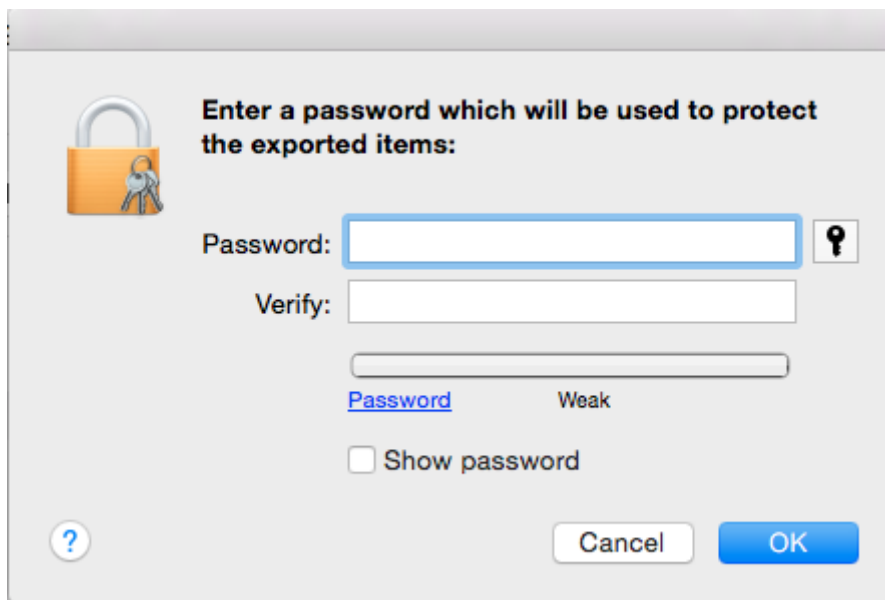 Enter a password which will be used to protect
the exported items:
Password:
Verify:
Password Weak
Show password
? Cancel OK